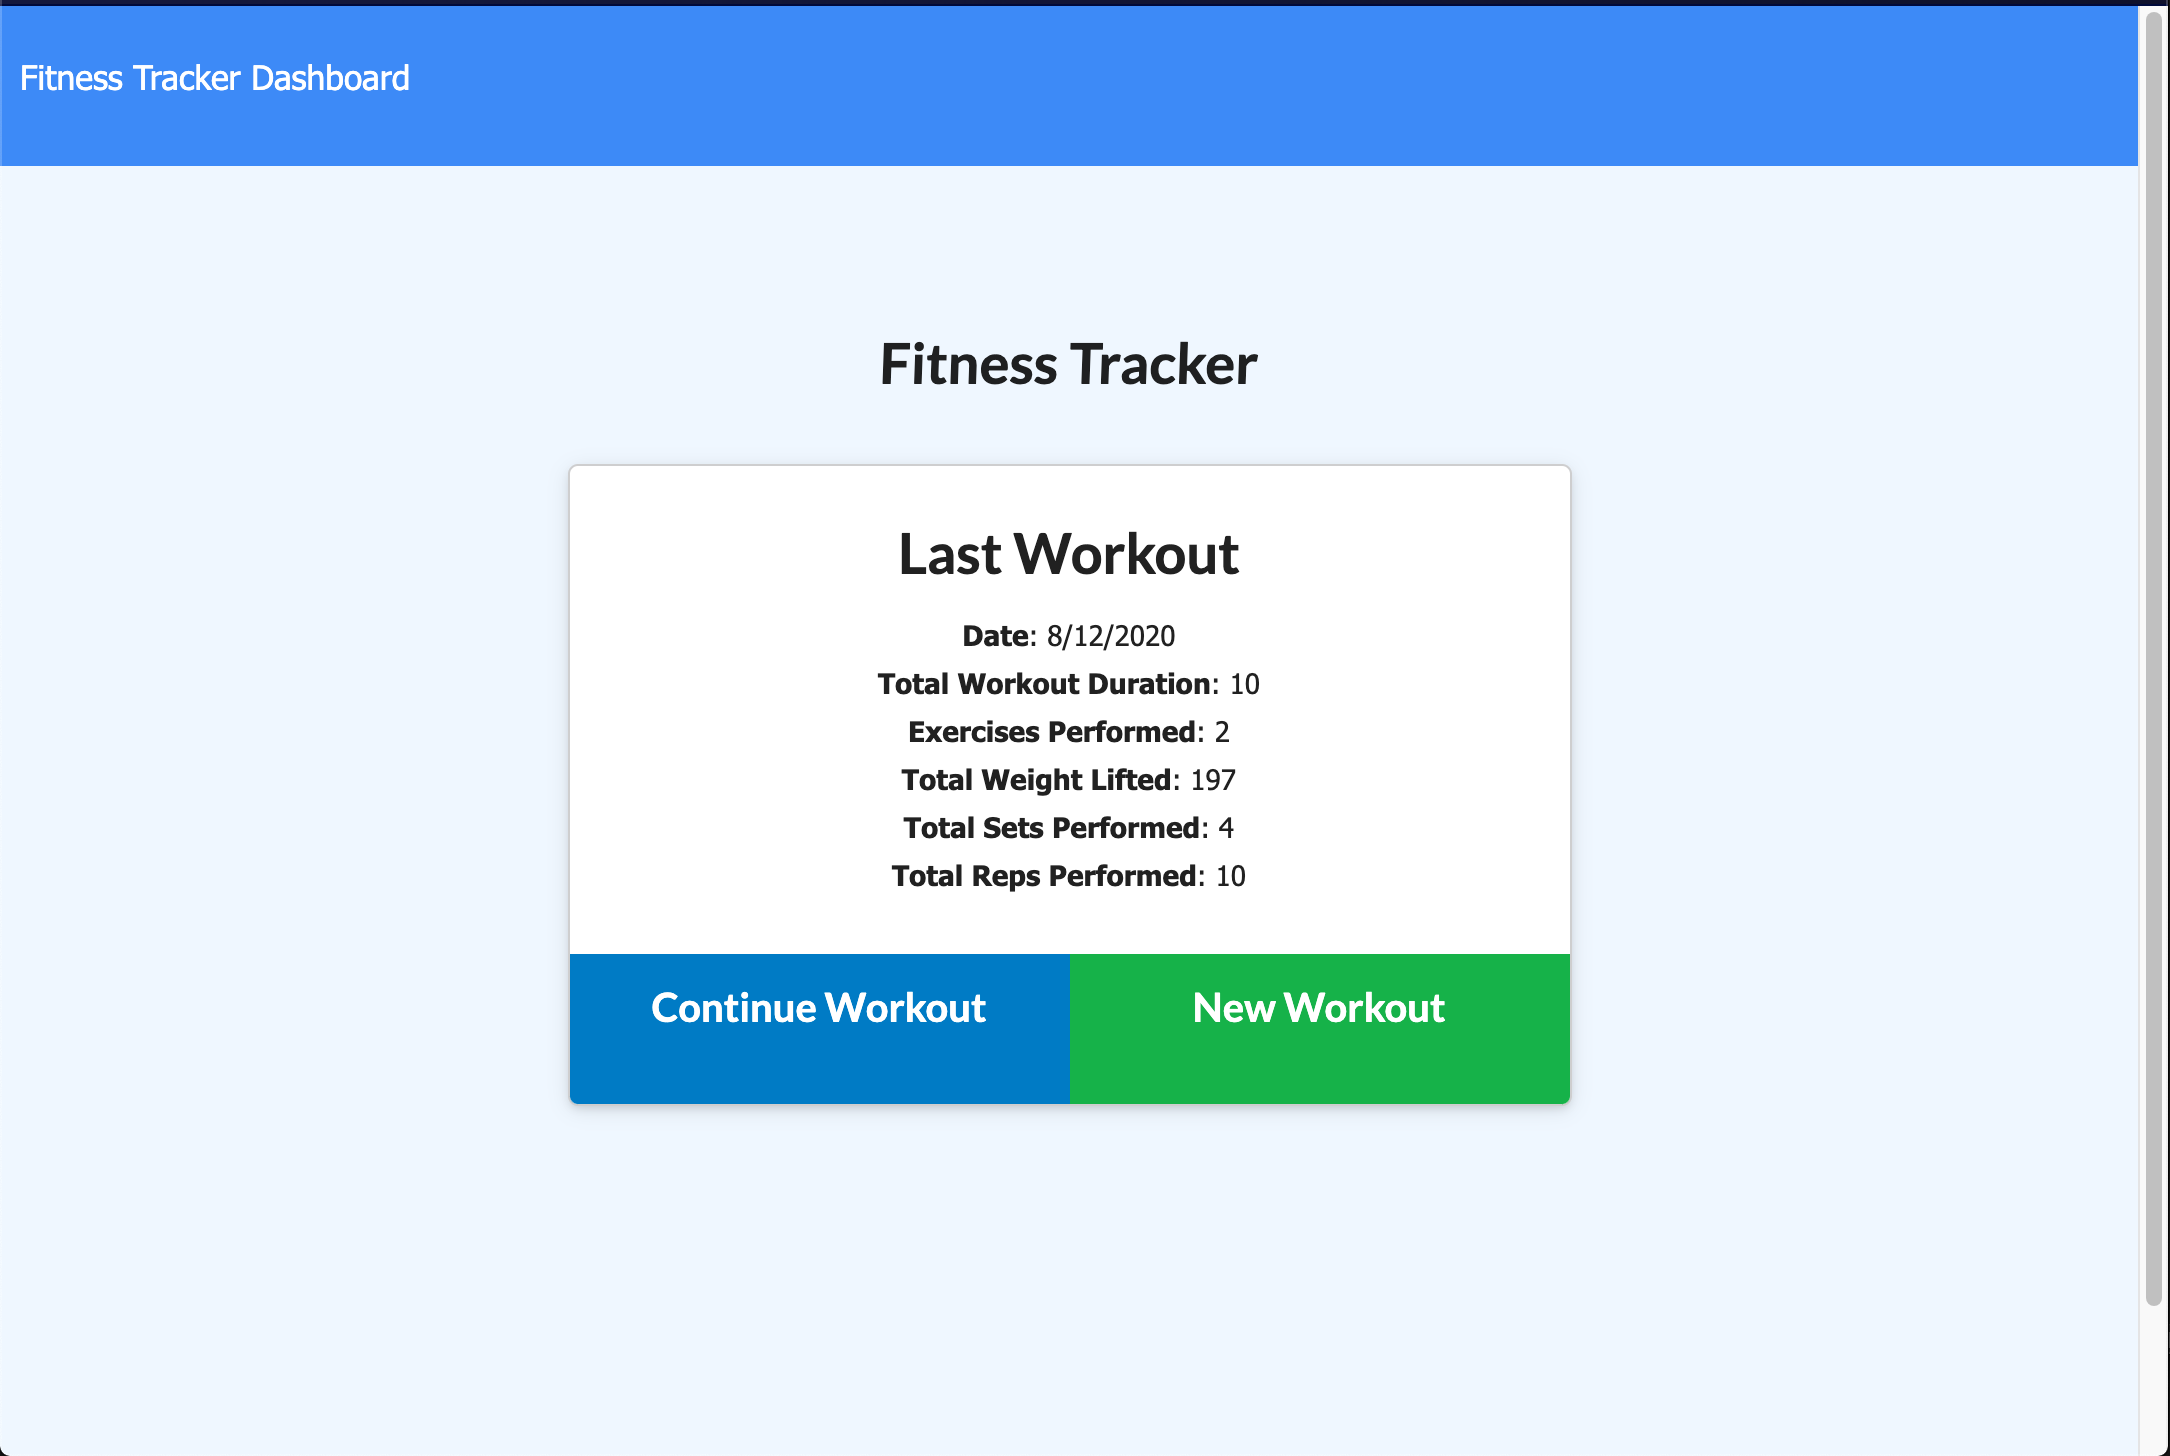 Fitness Tracker Dashboard
Fitness Tracker
Last Workout
Date: 8/12/2020
Total Workout Duration: 10
Exercises Performed: 2
Total Weight Lifted: 197
Total Sets Performed: 4
Total Reps Performed: 10
Continue Workout
New Workout